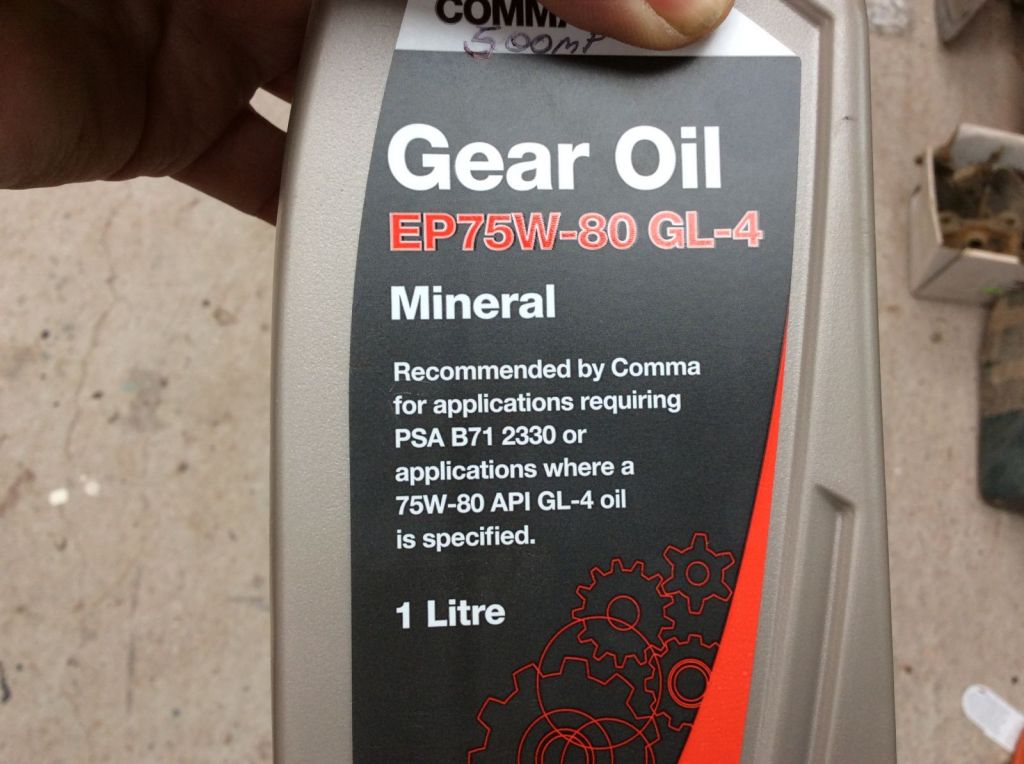 COMMA
Gear Oil
EP75W-80 GL-4
Mineral
Recommended by Comma
for applications requiring
PSA B71 2330 or
applications where a
75W-80 API GL-4 oil
is specified.
1 Litre